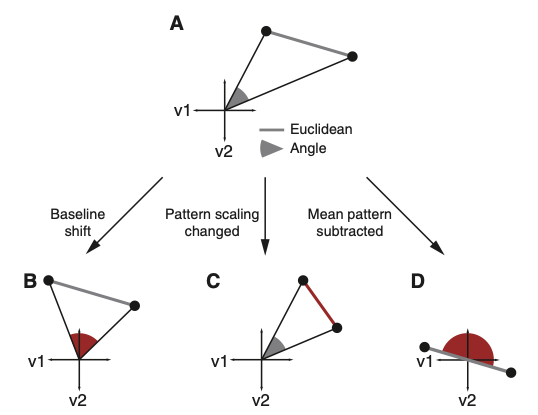 A
v1
v2
Euclidean
Angle
Baseline
shift
Pattern scaling
changed
Mean pattern
subtracted
B
C
D
v1
v1
v1
v2
v2
v2